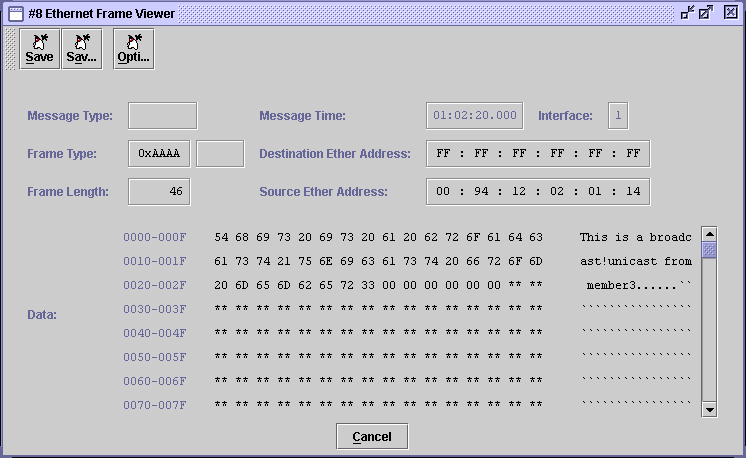 #8 Ethernet Frame Viewer
Save Sav... Opti...
Message Type: Message Time: 01:02:20.000 Interface: 1
Frame Type: 0xAAAA Destination Ether Address: FF : FF : FF : FF : FF : FF
Frame Length: 46 Source Ether Address: 00 : 94 : 12 : 02 : 01 : 14
0000-000F 54 68 69 73 20 69 73 20 61 20 62 72 6F 61 64 63 This is a broadc
0010-001F 61 73 74 21 75 6E 69 63 61 73 74 20 66 72 6F 6D ast!unicast from
0020-002F 20 6D 65 6D 62 65 72 33 00 00 00 00 00 00 ** ** member3......``
Data:
0030-003F ** ** ** ** ** ** ** ** ** ** ** ** ** ** ** ** ````````````````
0040-004F ** ** ** ** ** ** ** ** ** ** ** ** ** ** ** ** ````````````````
0050-005F ** ** ** ** ** ** ** ** ** ** ** ** ** ** ** ** ````````````````
0060-006F ** ** ** ** ** ** ** ** ** ** ** ** ** ** ** ** ````````````````
0070-007F ** ** ** ** ** ** ** ** ** ** ** ** ** ** ** ** ````````````````
Cancel